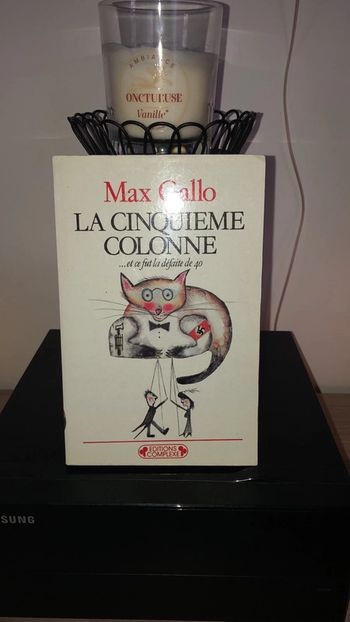 AMBIANCE
ONCTUEUSE
Vanille*
Max Gallo
LA CINQUIEME
COLONNE
...et ce fut la défaite de 40
EDITIONS
COMPLEXE
SUNG